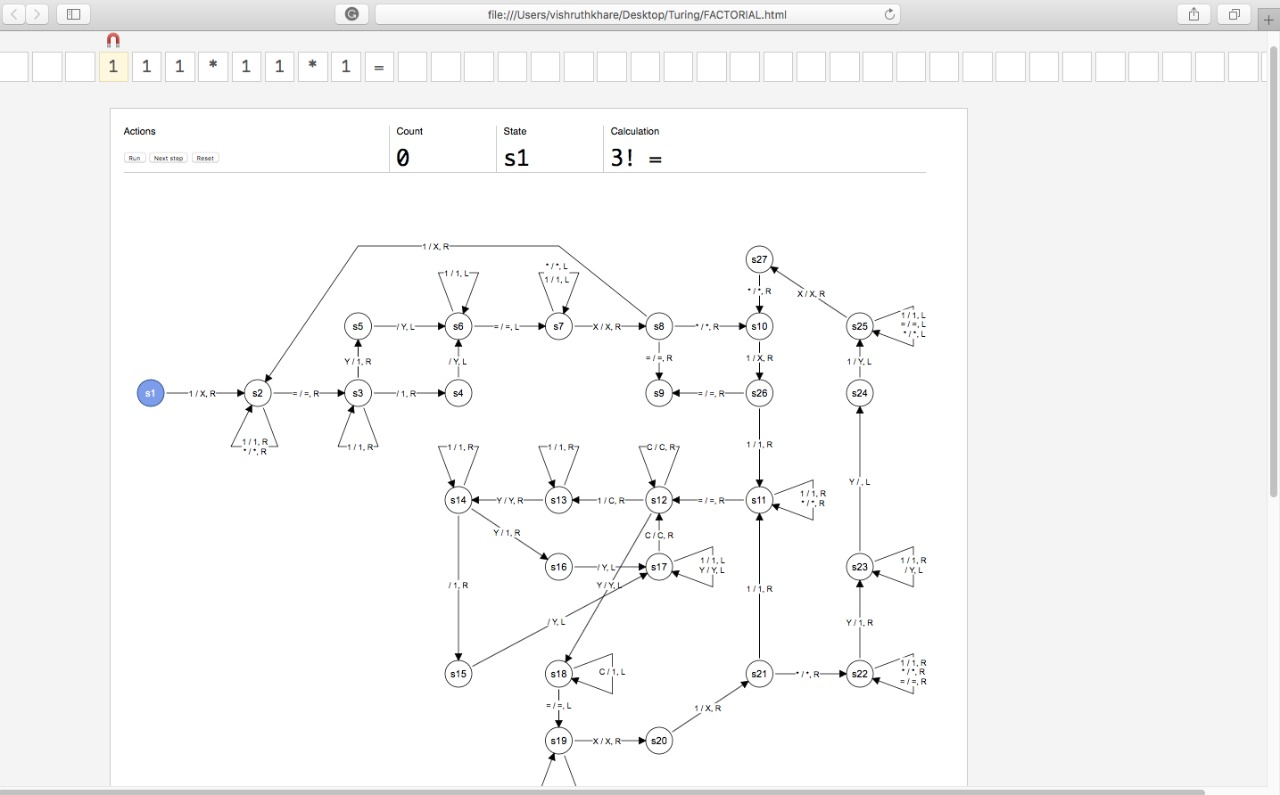 file:///Users/vishruthkhare/Desktop/Turing/FACTORIAL.html
1 1 1 * 1 1 * 1 =
Actions Count State Calculation
Run Next step Reset 0 s1 3! =
1 / X, R
s27
* / *, L
1 / 1, L
1 / 1, L
* / *, R
X / X, R
s5
/ Y, L
s6
= / =, L
s7
X / X, R
s8
* / *, R
s10
s25
1 / 1, L
= / =, L
* / *, L
Y / 1, R
/ Y, L
= / =, R
1 / X, R
1 / Y, L
s1
1 / X, R
s2
= / =, R
s3
/ 1, R
s4
s9
= / =, R
s26
s24
1 / 1, R
* / *, R
1 / 1, R
1 / 1, R
1 / 1, R
1 / 1, R
C / C, R
Y / , L
s14
Y / Y, R
s13
1 / C, R
s12
= / =, R
s11
1 / 1, R
* / *, R
Y / 1, R
C / C, R
s16
/ Y, L
s17
1 / 1, L
Y / Y, L
s23
1 / 1, R
/ Y, L
/ 1, R
Y / Y, L
1 / 1, R
/ Y, L
Y / 1, R
s15
s18
C / 1, L
s21
* / *, R
s22
1 / 1, R
* / *, R
= / =, R
= / =, L
1 / X, R
s19
X / X, R
s20